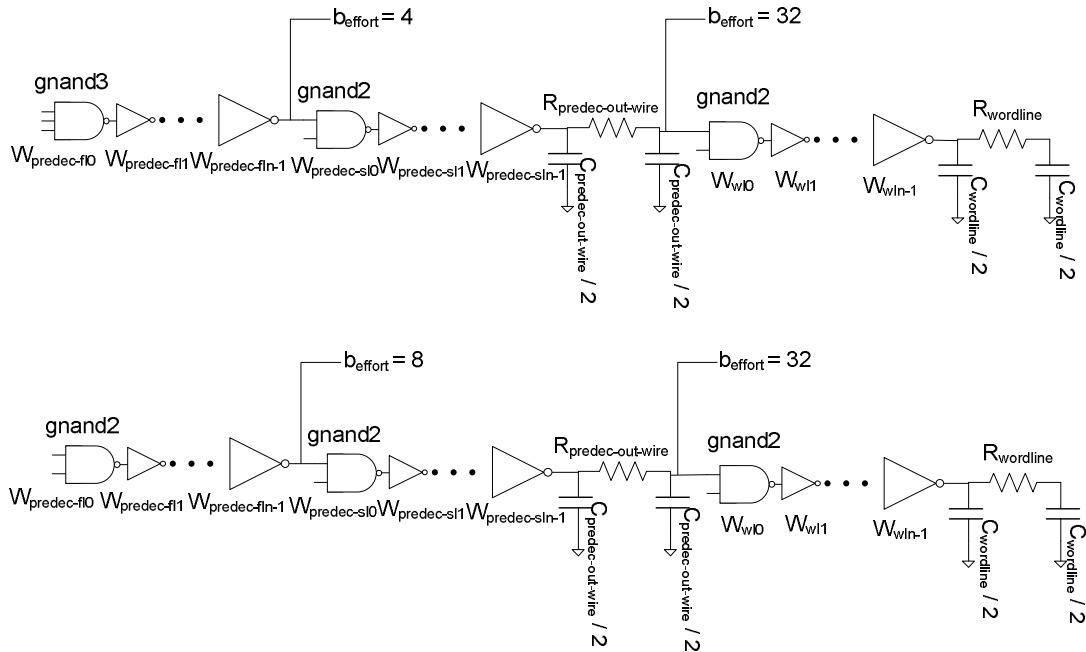 b_effort = 4
b_effort = 32
gnand3
gnand2
R_predec-out-wire
gnand2
R_wordline
W_predec-fl0
W_predec-fl1
W_predec-fln-1
W_predec-sl0
W_predec-sl1
W_predec-sln-1
C_predec-out-wire / 2
C_predec-out-wire / 2
W_wl0
W_wl1
W_wln-1
C_wordline / 2
C_wordline / 2
b_effort = 8
b_effort = 32
gnand2
gnand2
R_predec-out-wire
gnand2
R_wordline
W_predec-fl0
W_predec-fl1
W_predec-fln-1
W_predec-sl0
W_predec-sl1
W_predec-sln-1
C_predec-out-wire / 2
C_predec-out-wire / 2
W_wl0
W_wl1
W_wln-1
C_wordline / 2
C_wordline / 2